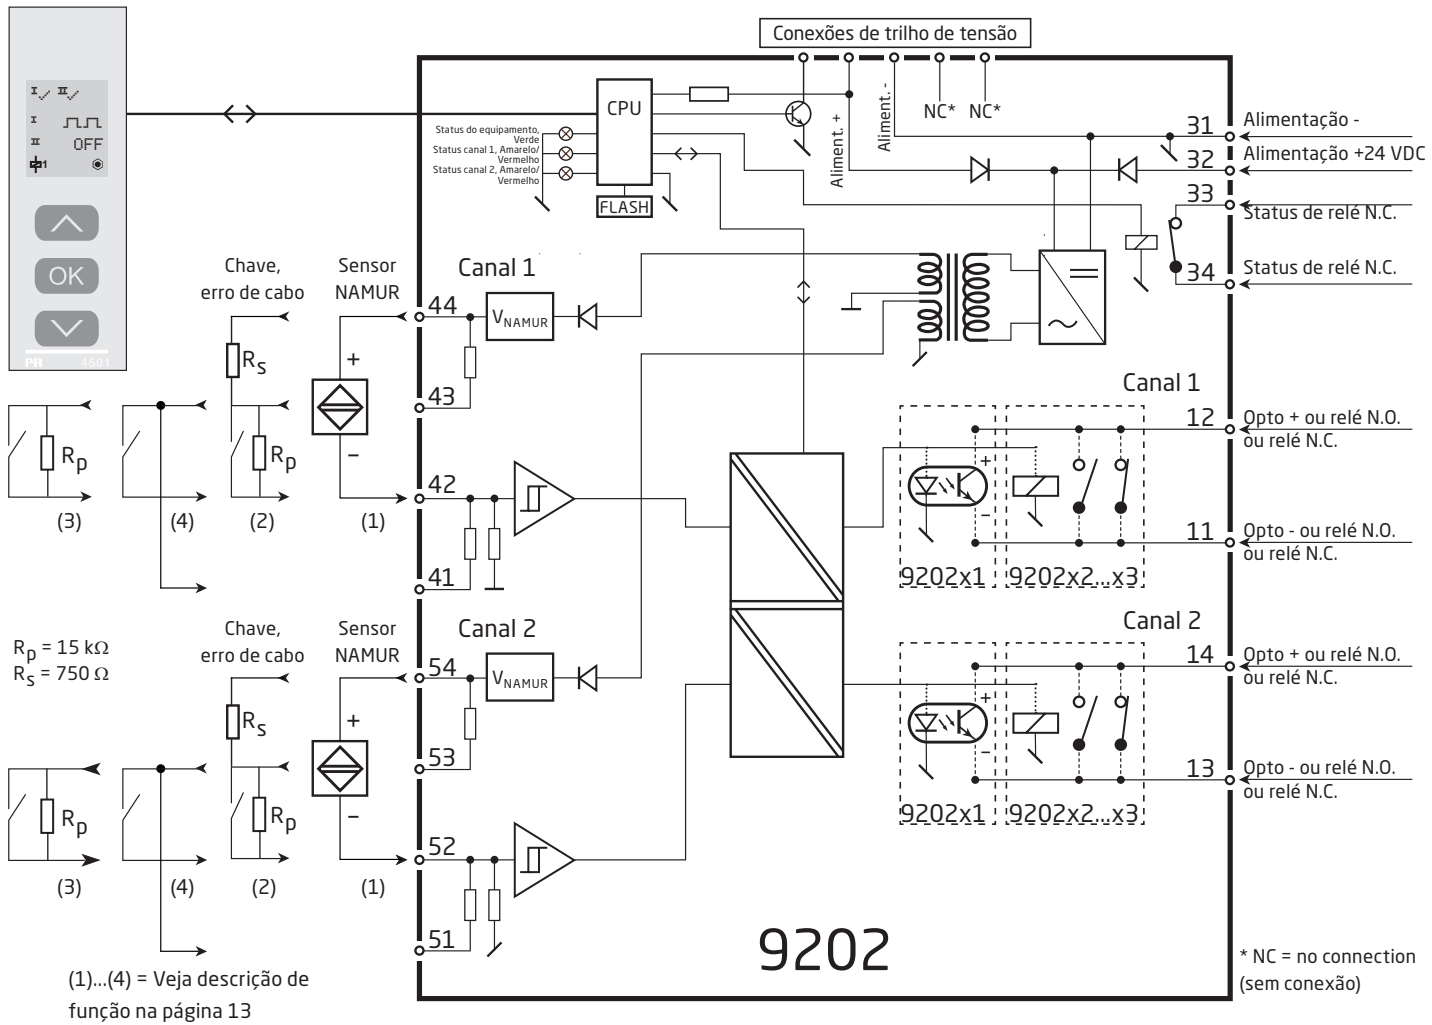 Conexões de trilho de tensão
I II
I
II OFF
1
OK
PR 4501
CPU
FLASH
Status do equipamento,
Verde
Status canal 1, Amarelo/
Vermelho
Status canal 2, Amarelo/
Vermelho
Aliment. +
Aliment. -
NC* NC*
31 Alimentação -
32 Alimentação +24 VDC
33 Status de relé N.C.
34 Status de relé N.C.
Chave,
erro de cabo
Sensor
NAMUR
Canal 1
44
VNAMUR
Rs
+
43
Rp
Rp
−
42
(3) (4) (2) (1)
41
Canal 1
12 Opto + ou relé N.O.
ou relé N.C.
+
−
11 Opto - ou relé N.O.
ou relé N.C.
9202x1 9202x2...x3
Rp = 15 kΩ
Rs = 750 Ω
Chave,
erro de cabo
Sensor
NAMUR
Canal 2
54
VNAMUR
Rs
+
53
Rp
Rp
−
52
(3) (4) (2) (1)
51
Canal 2
14 Opto + ou relé N.O.
ou relé N.C.
+
−
13 Opto - ou relé N.O.
ou relé N.C.
9202x1 9202x2...x3
9202
(1)...(4) = Veja descrição de
função na página 13
* NC = no connection
(sem conexão)